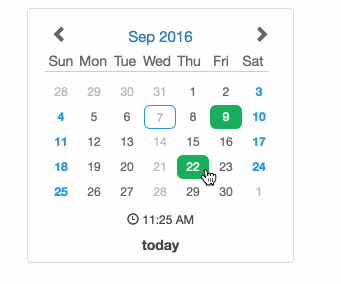 Sep 2016
Sun Mon Tue Wed Thu Fri Sat
28 29 30 31 1 2 3
4 5 6 7 8 9 10
11 12 13 14 15 16 17
18 19 20 21 22 23 24
25 26 27 28 29 30 1
11:25 AM
today